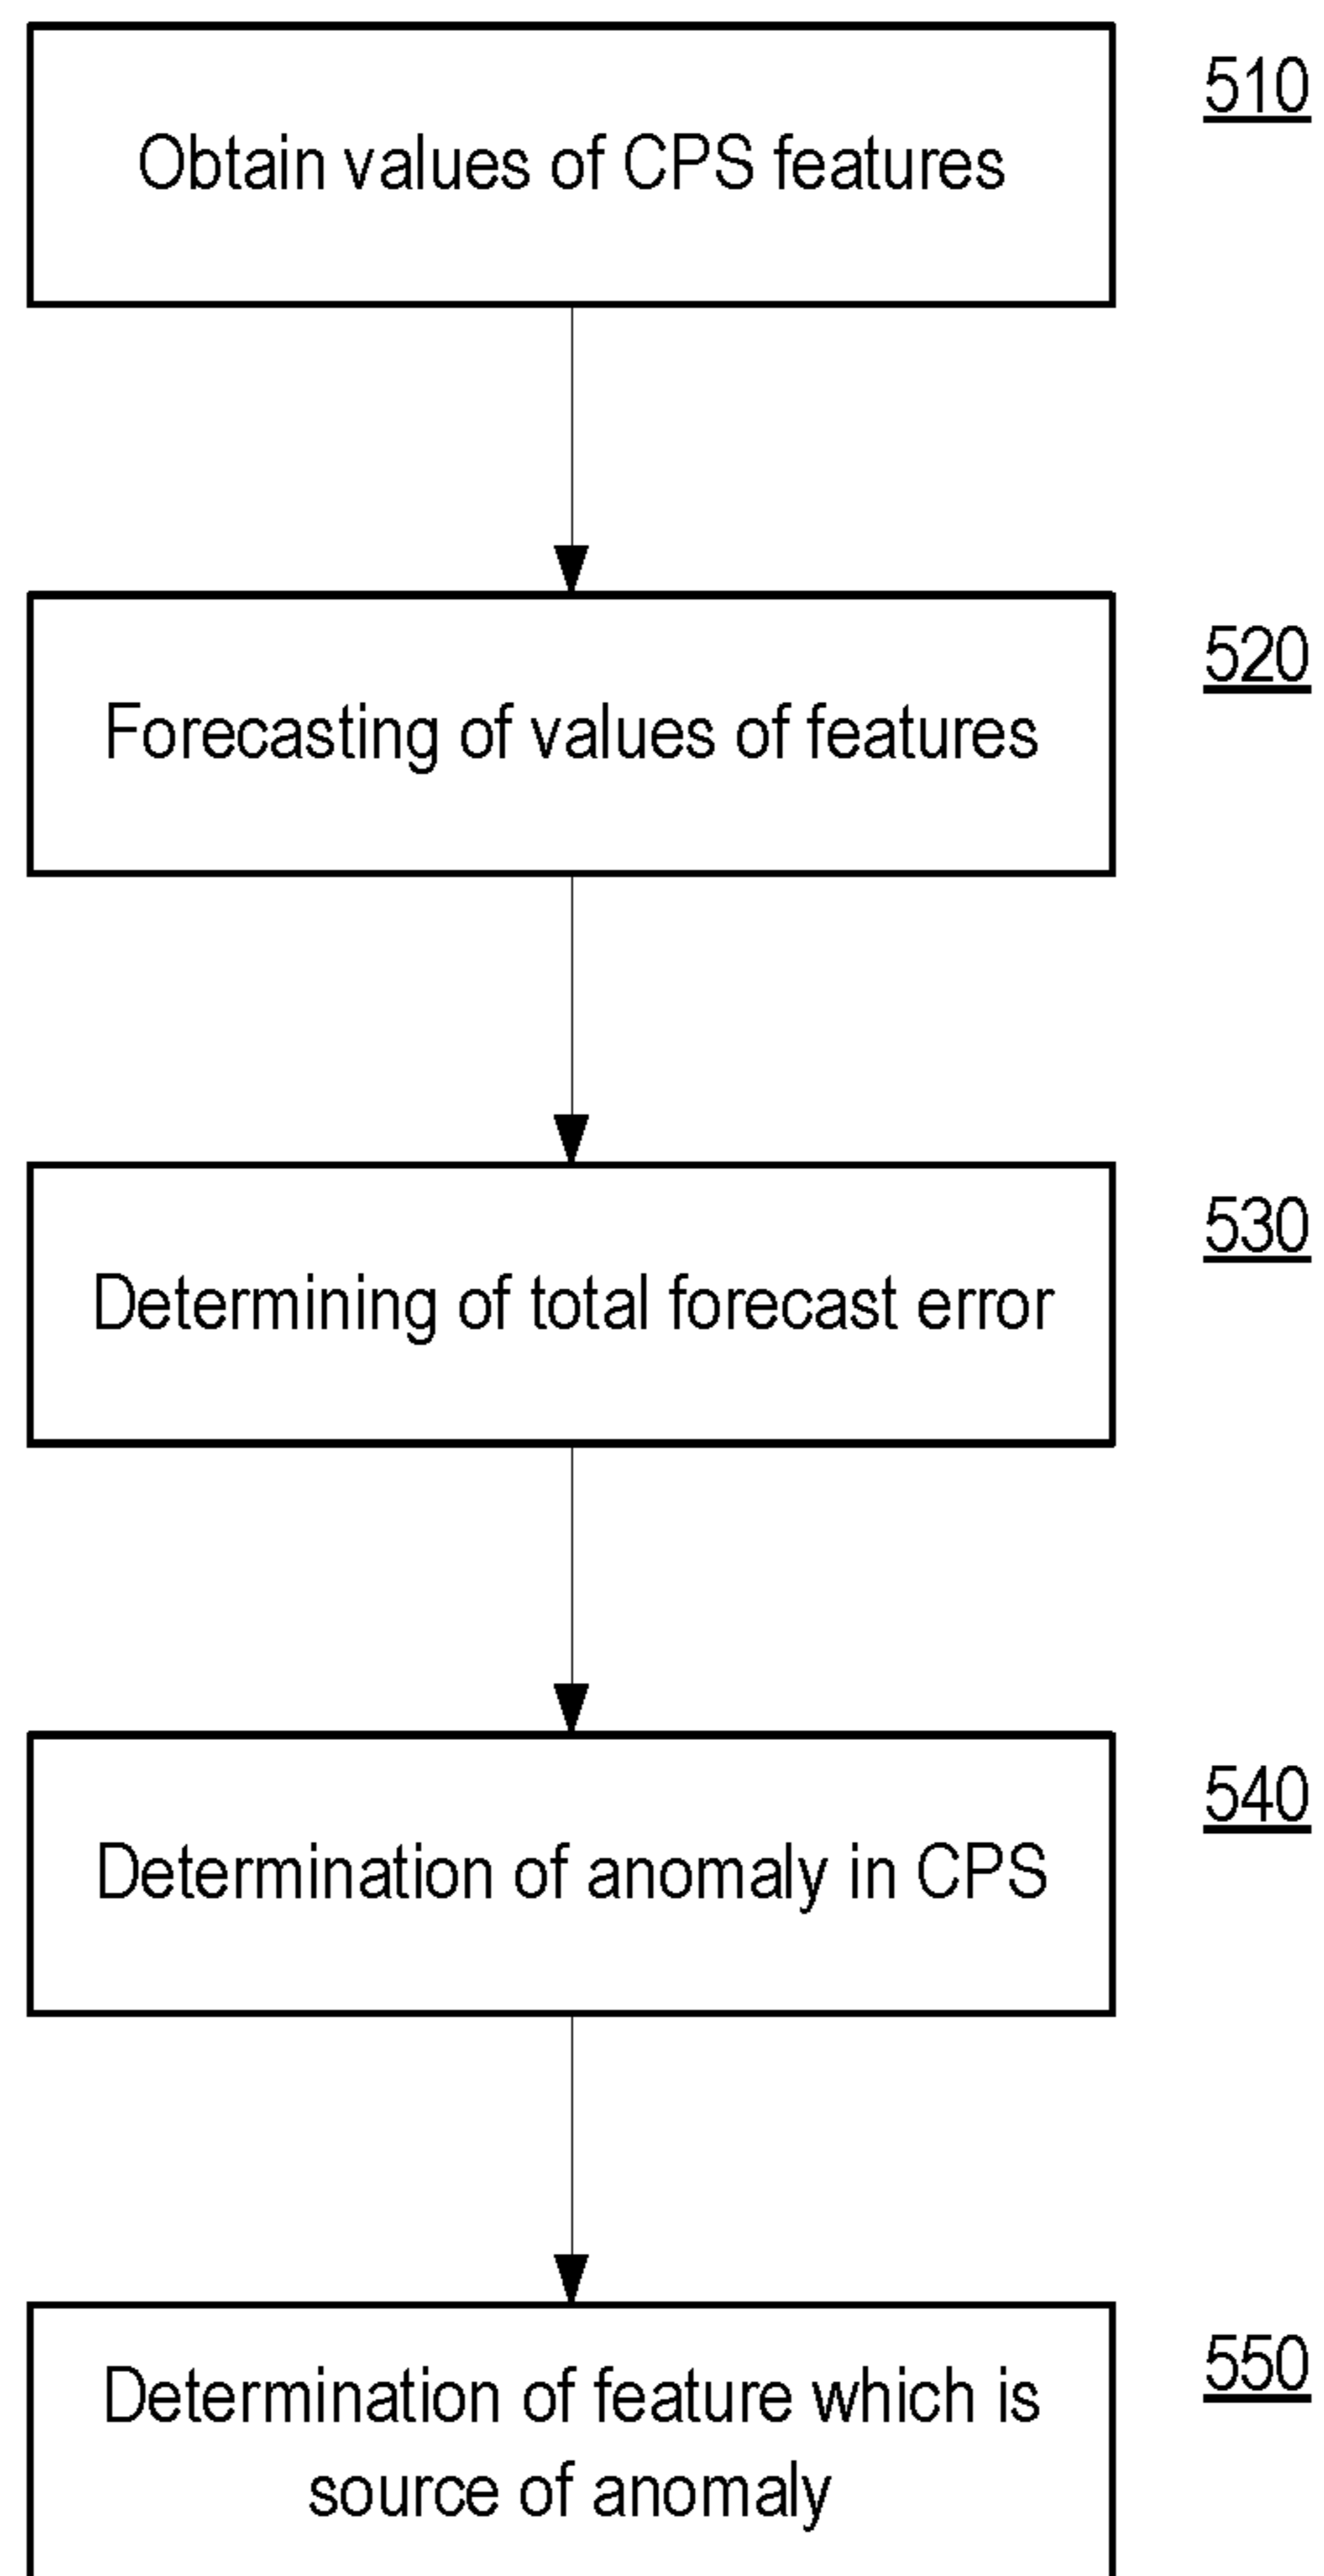 Obtain values of CPS features
510
Forecasting of values of features
520
Determining of total forecast error
530
Determination of anomaly in CPS
540
Determination of feature which is
source of anomaly
550